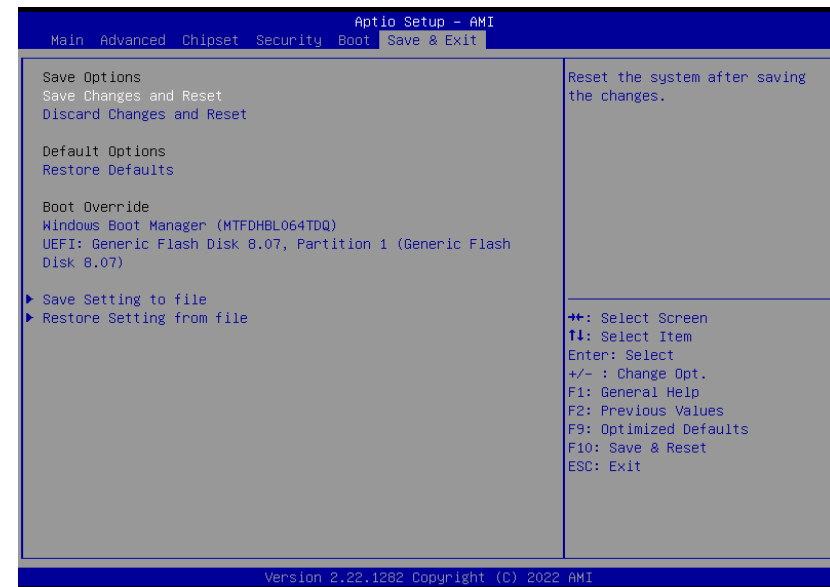 Aptio Setup – AMI
Main Advanced Chipset Security Boot Save & Exit
Save Options
Save Changes and Reset
Discard Changes and Reset
Default Options
Restore Defaults
Boot Override
Windows Boot Manager (MTFDHBL064TDQ)
UEFI: Generic Flash Disk 8.07, Partition 1 (Generic Flash
Disk 8.07)
▶ Save Setting to file
▶ Restore Setting from file
Reset the system after saving
the changes.
→←: Select Screen
↑↓: Select Item
Enter: Select
+/- : Change Opt.
F1: General Help
F2: Previous Values
F9: Optimized Defaults
F10: Save & Reset
ESC: Exit
Version 2.22.1282 Copyright (C) 2022 AMI